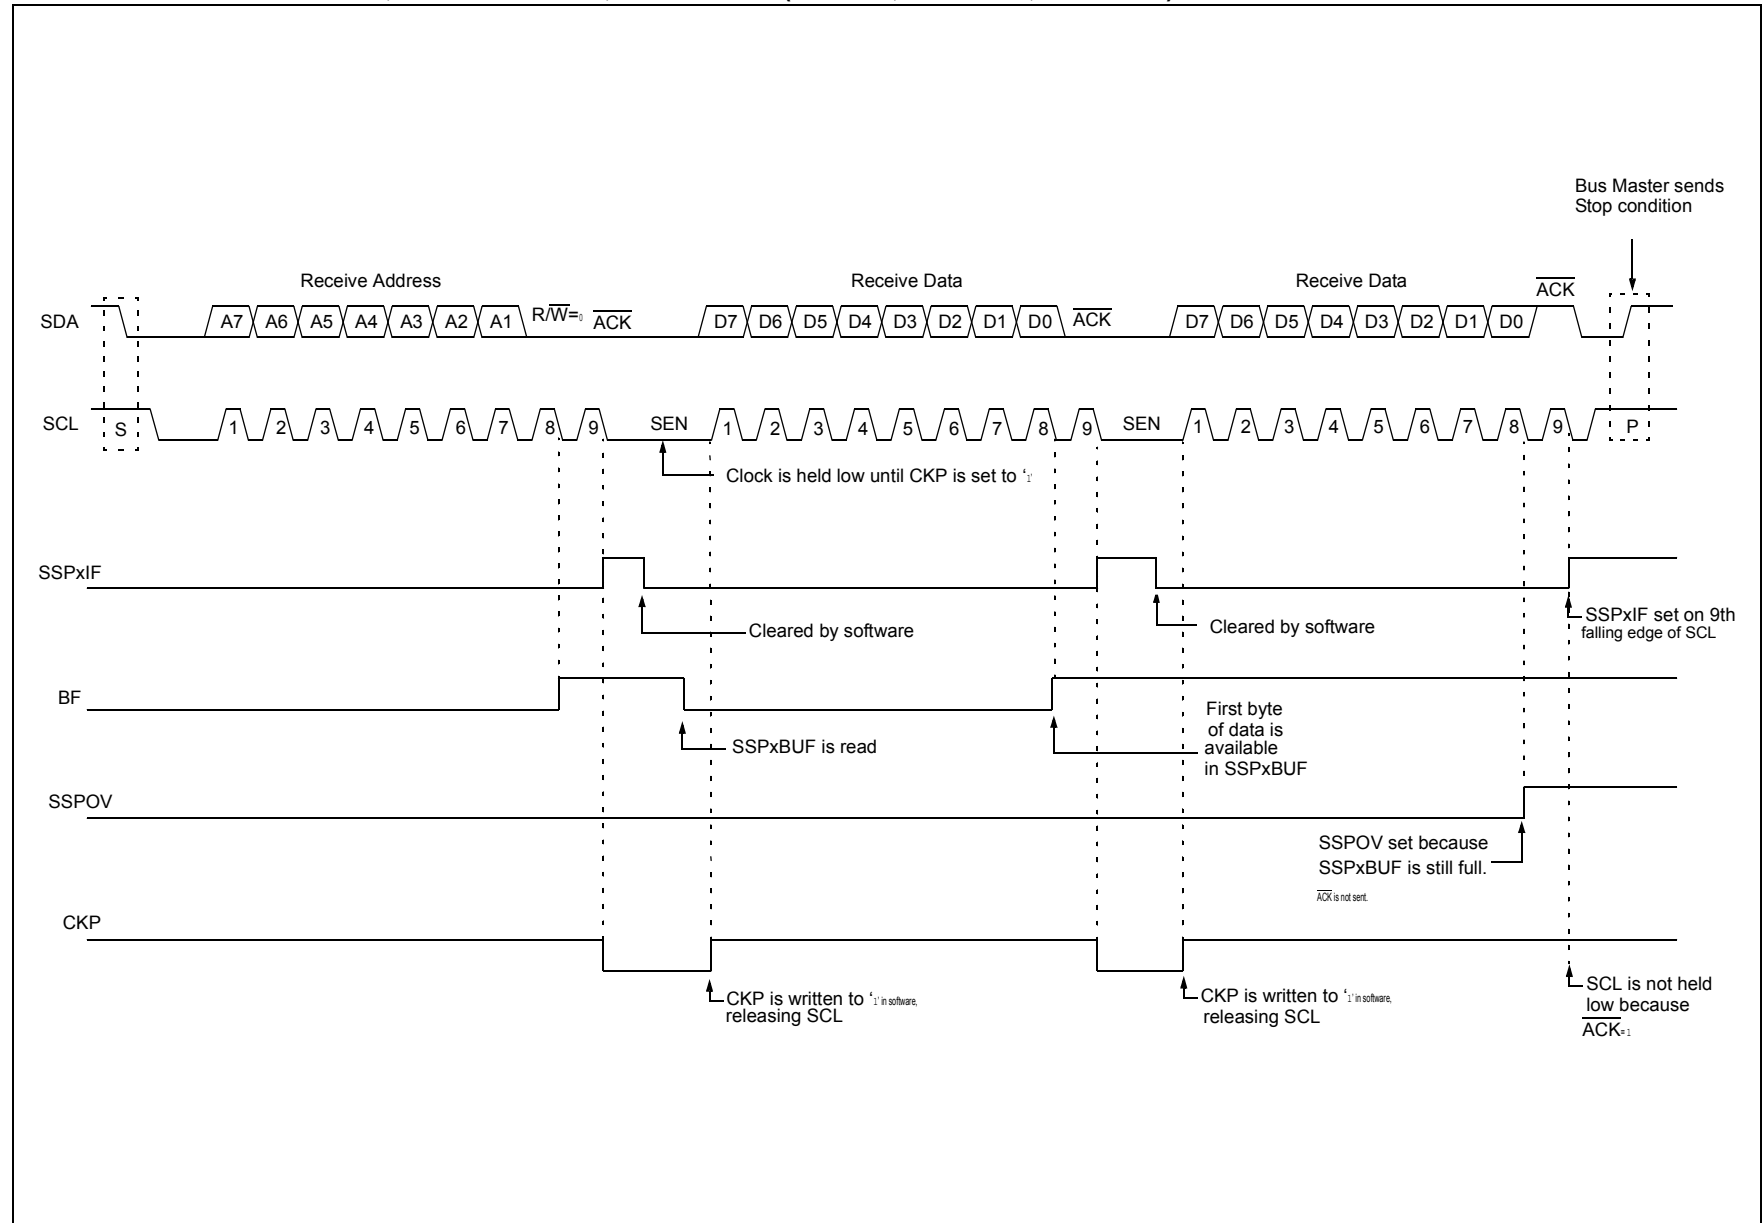 Bus Master sends
Stop condition
Receive Address
Receive Data
Receive Data
ACK
SDA
A7 A6 A5 A4 A3 A2 A1 R/W=0 ACK
D7 D6 D5 D4 D3 D2 D1 D0 ACK
D7 D6 D5 D4 D3 D2 D1 D0
SCL
S
1 2 3 4 5 6 7 8 9 SEN
1 2 3 4 5 6 7 8 9 SEN
1 2 3 4 5 6 7 8 9 P
Clock is held low until CKP is set to ‘1’
SSPxIF
Cleared by software
Cleared by software
SSPxIF set on 9th
falling edge of SCL
BF
SSPxBUF is read
First byte
of data is
available
in SSPxBUF
SSPOV
SSPOV set because
SSPxBUF is still full.
ACK is not sent.
CKP
CKP is written to ‘1’ in software,
releasing SCL
CKP is written to ‘1’ in software,
releasing SCL
SCL is not held
low because
ACK=1